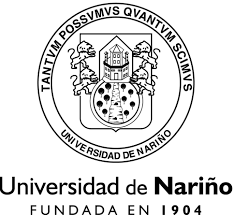 TANTVM POSSVMVS QVANTVM SCIMVS
UNIVERSIDAD DE NARIÑO
Universidad de Nariño
FUNDADA EN 1904